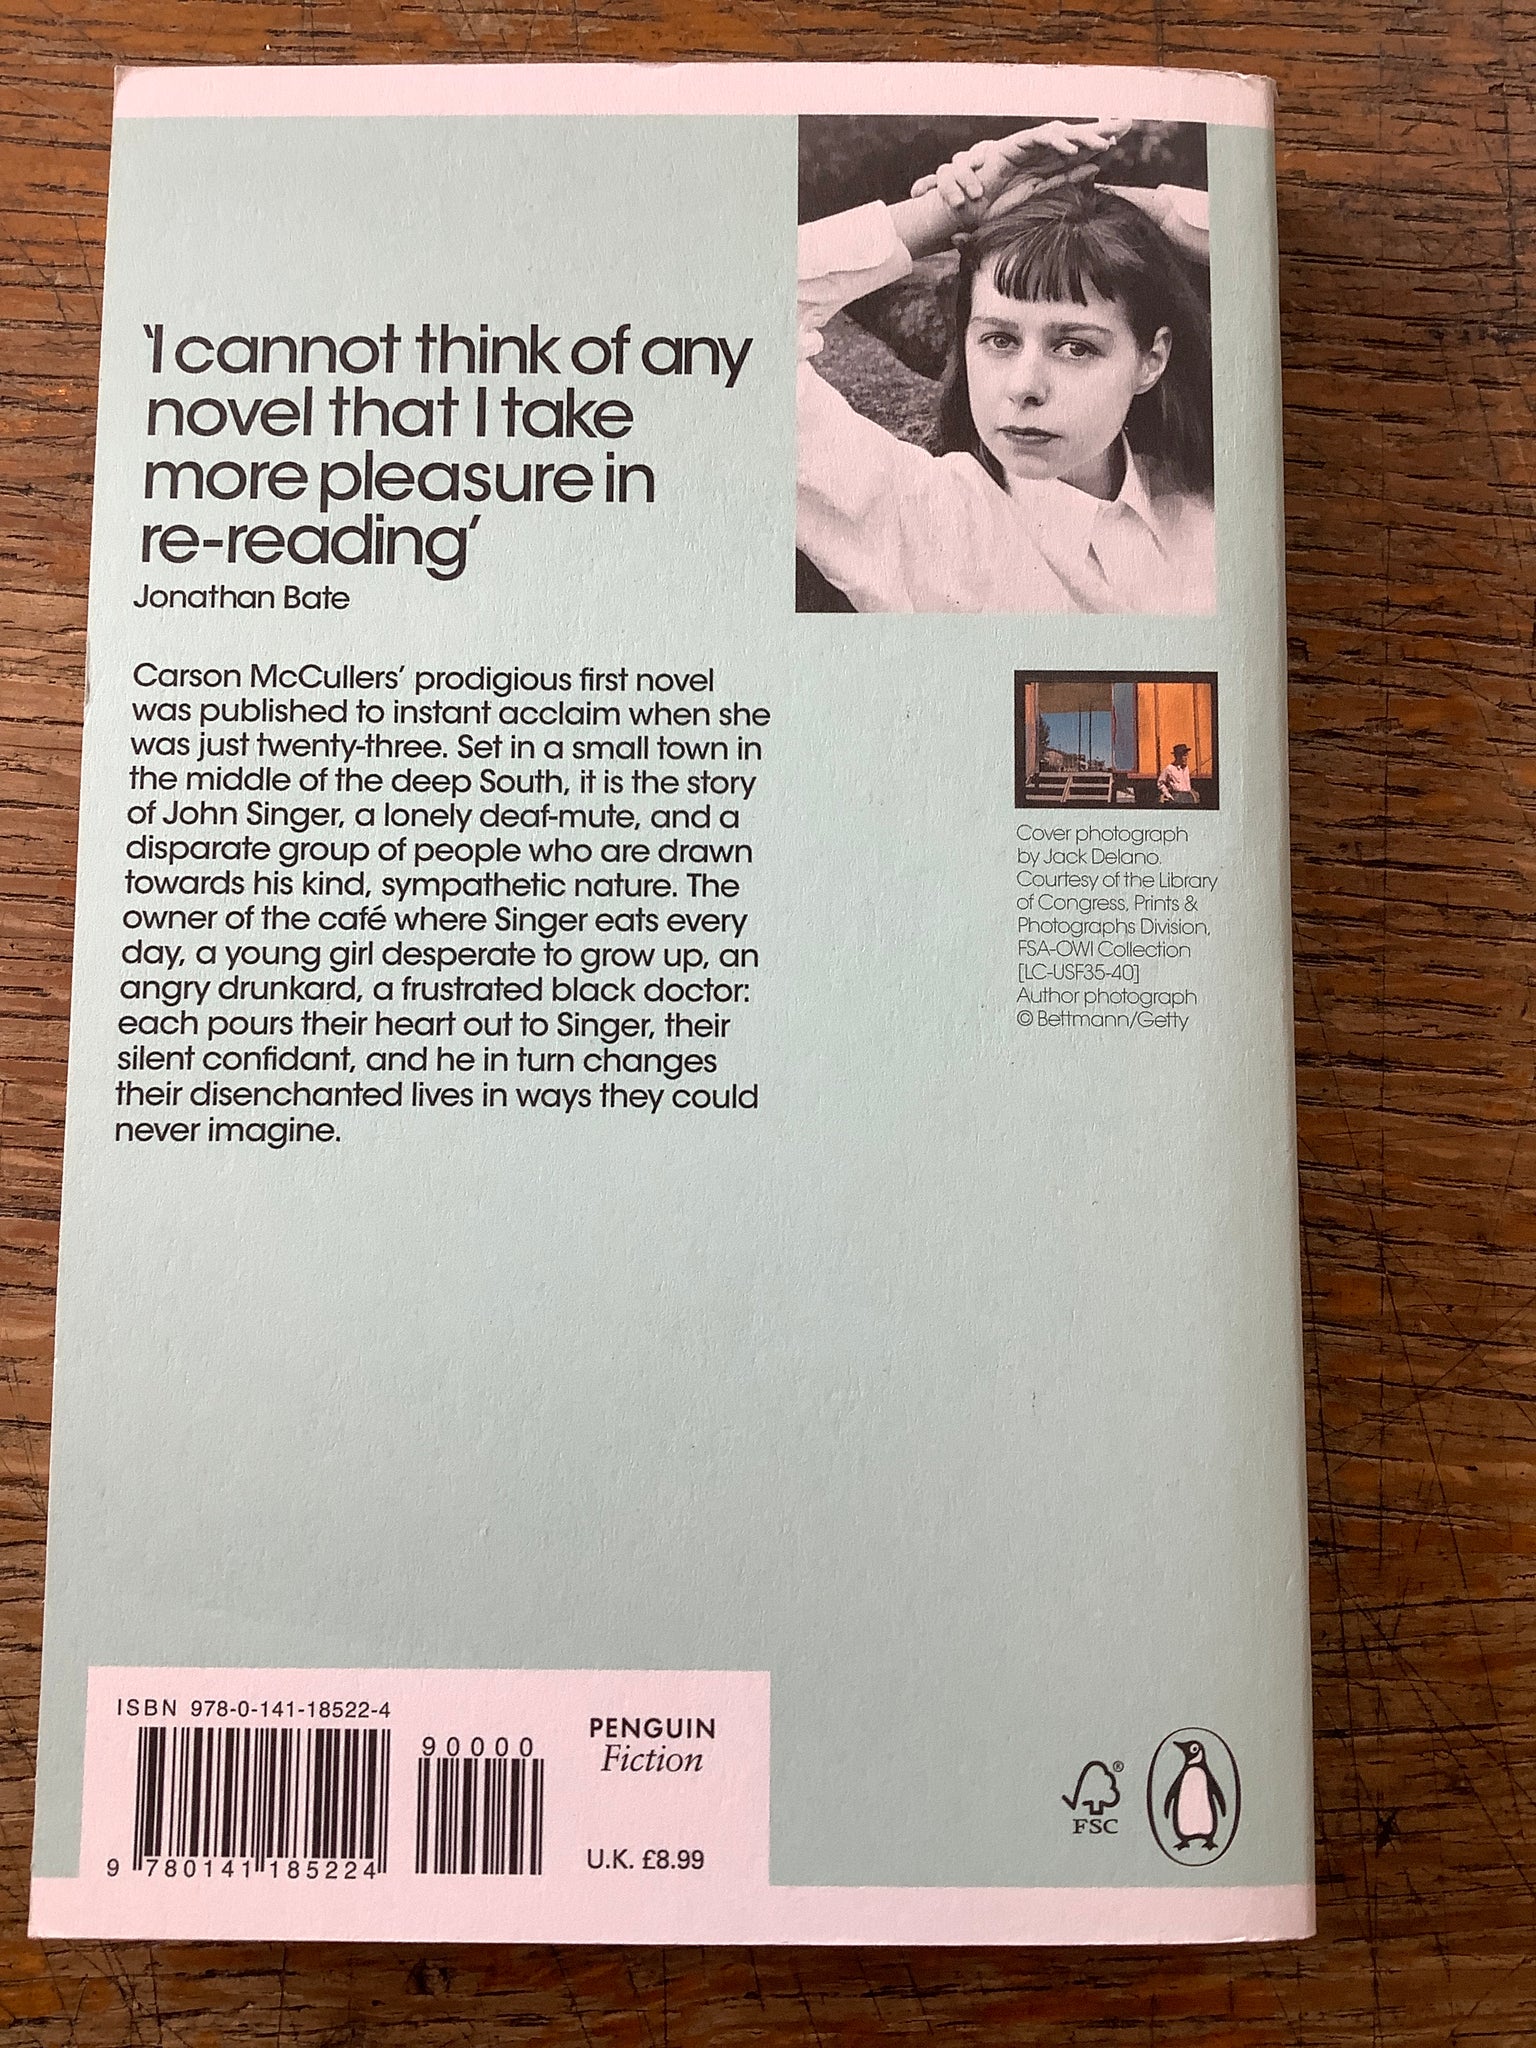 ‘I cannot think of any
novel that I take
more pleasure in
re-reading’
Jonathan Bate
Carson McCullers’ prodigious first novel
was published to instant acclaim when she
was just twenty-three. Set in a small town in
the middle of the deep South, it is the story
of John Singer, a lonely deaf-mute, and a
disparate group of people who are drawn
towards his kind, sympathetic nature. The
owner of the café where Singer eats every
day, a young girl desperate to grow up, an
angry drunkard, a frustrated black doctor:
each pours their heart out to Singer, their
silent confidant, and he in turn changes
their disenchanted lives in ways they could
never imagine.
Cover photograph
by Jack Delano.
Courtesy of the Library
of Congress, Prints &
Photographs Division,
FSA-OWI Collection
[LC-USF35-40]
Author photograph
© Bettmann/Getty
ISBN 978-0-141-18522-4
90000
9 780141 185224
PENGUIN
Fiction
U.K. £8.99
®
FSC